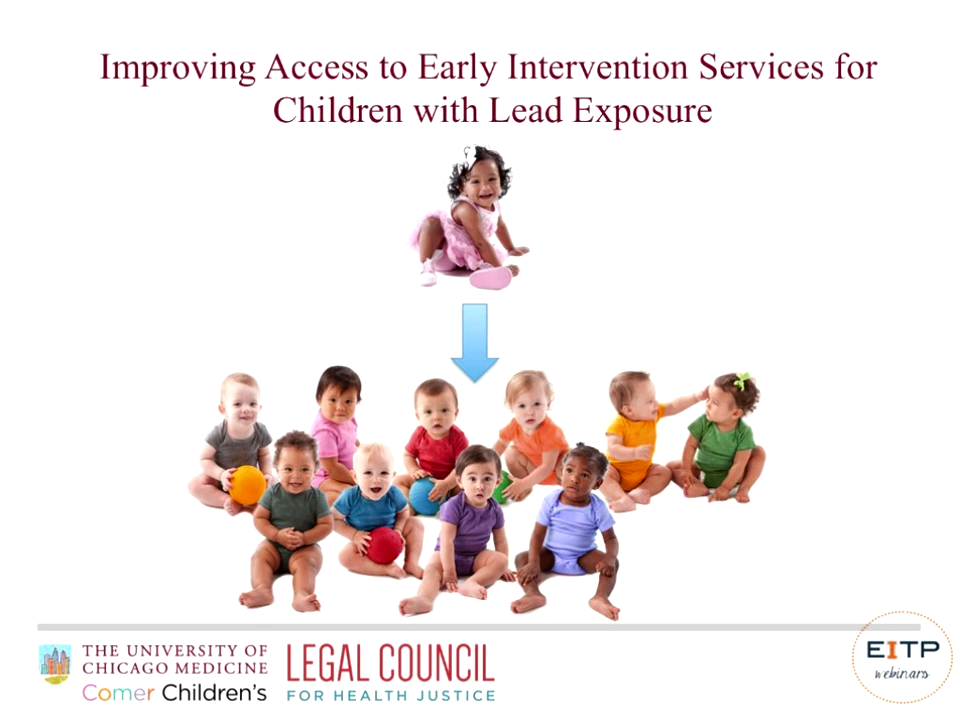 Improving Access to Early Intervention Services for
Children with Lead Exposure
THE UNIVERSITY OF
CHICAGO MEDICINE
Comer Children's
LEGAL COUNCIL
FOR HEALTH JUSTICE
EITP
webinars